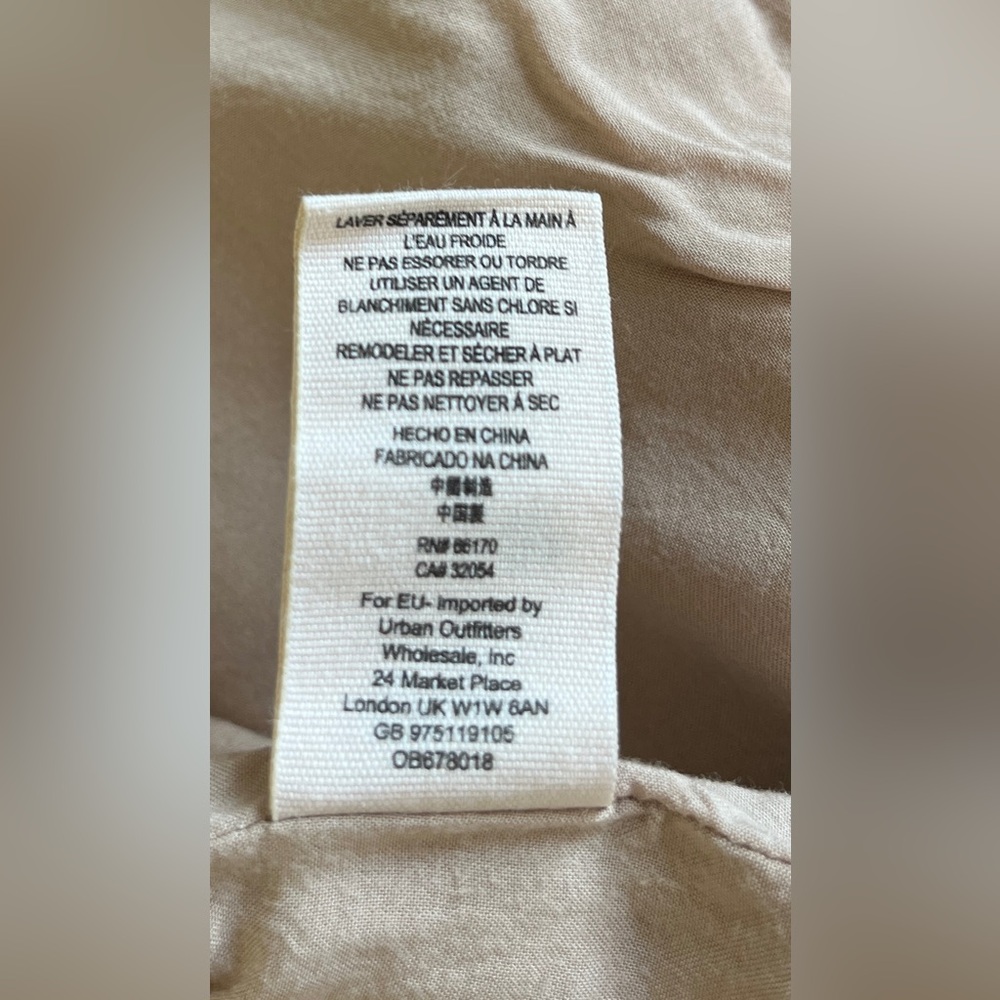 LAVER SÉPARÉMENT À LA MAIN À
L'EAU FROIDE
NE PAS ESSORER OU TORDRE
UTILISER UN AGENT DE
BLANCHIMENT SANS CHLORE SI
NÉCESSAIRE
REMODELER ET SÉCHER À PLAT
NE PAS REPASSER
NE PAS NETTOYER À SEC
HECHO EN CHINA
FABRICADO NA CHINA
中國制造
中国製
RN# 66170
CA# 32054
For EU- Imported by
Urban Outfitters
Wholesale, Inc
24 Market Place
London UK W1W 8AN
GB 975119105
OB678018